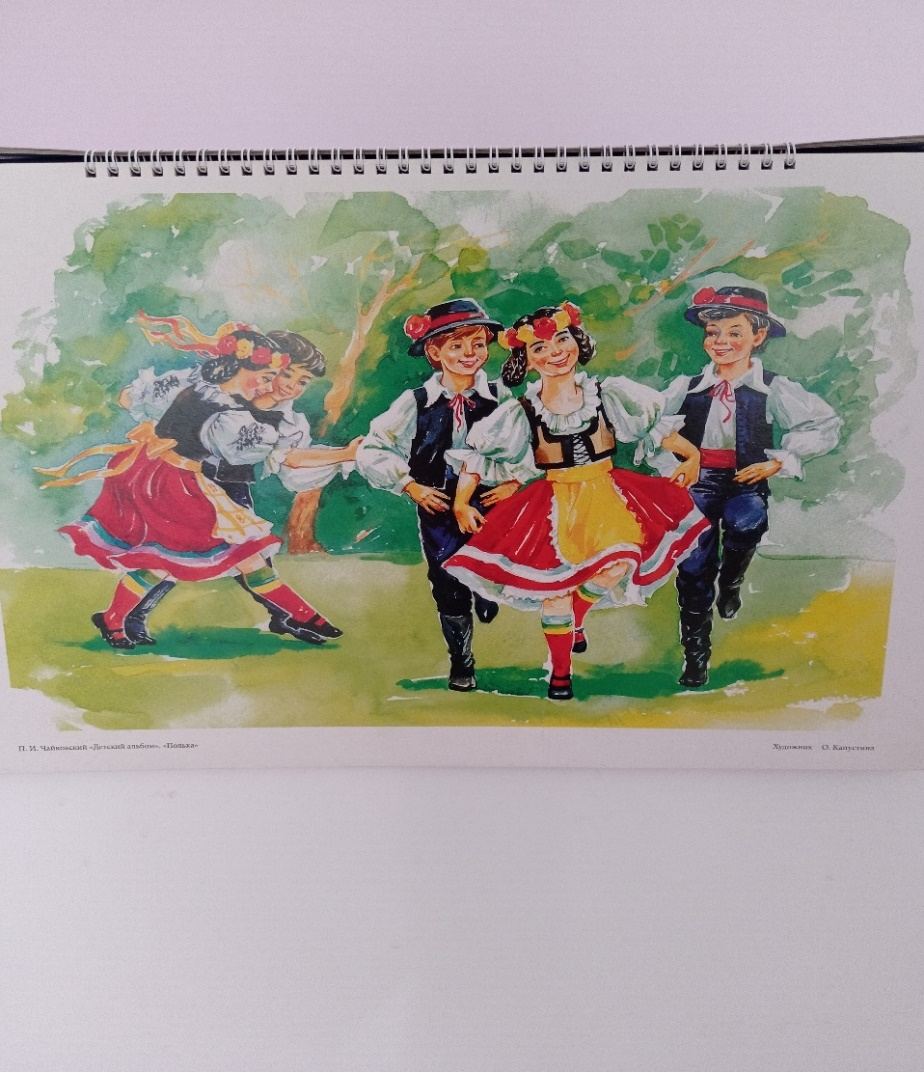 П. И. Чайковский «Детский альбом». «Полька»
Художник О. Капустина